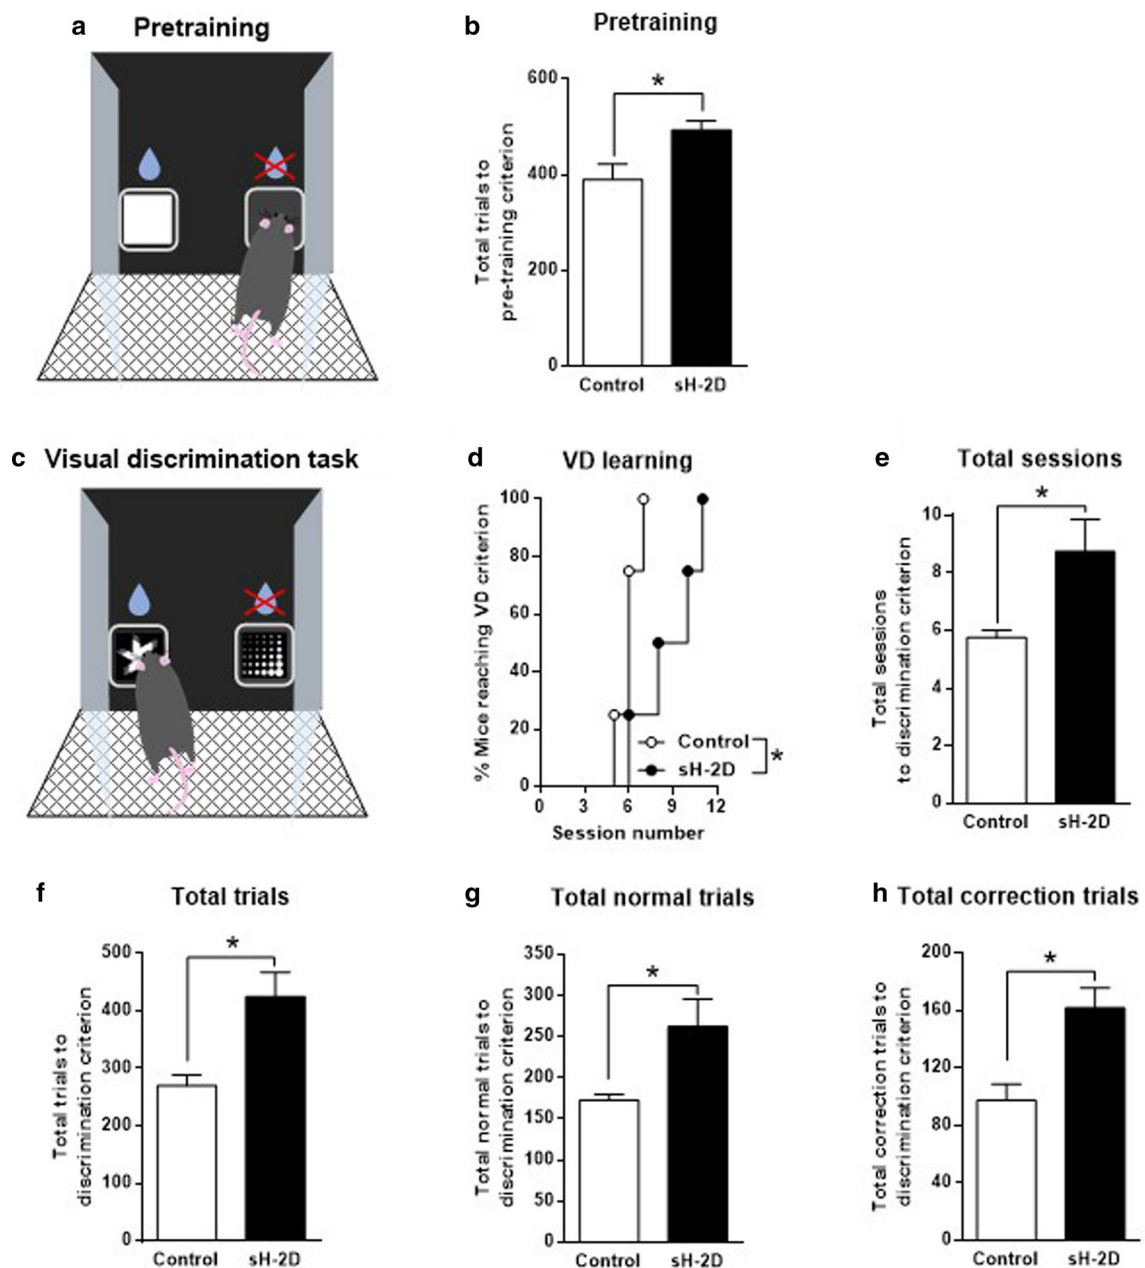 a Pretraining
b Pretraining
Total trials to
pre-training criterion
600
400
200
0
Control sH-2D
*
c Visual discrimination task
d VD learning
% Mice reaching VD criterion
100
80
60
40
20
0
0 3 6 9 12
Session number
Control
sH-2D
*
e Total sessions
Total sessions
to discrimination criterion
10
8
6
4
2
0
Control sH-2D
*
f Total trials
Total trials to
discrimination criterion
500
400
300
200
100
0
Control sH-2D
*
g Total normal trials
Total normal trials to
discrimination criterion
350
300
250
200
150
100
50
0
Control sH-2D
*
h Total correction trials
Total correction trials to
discrimination criterion
200
160
120
80
40
0
Control sH-2D
*